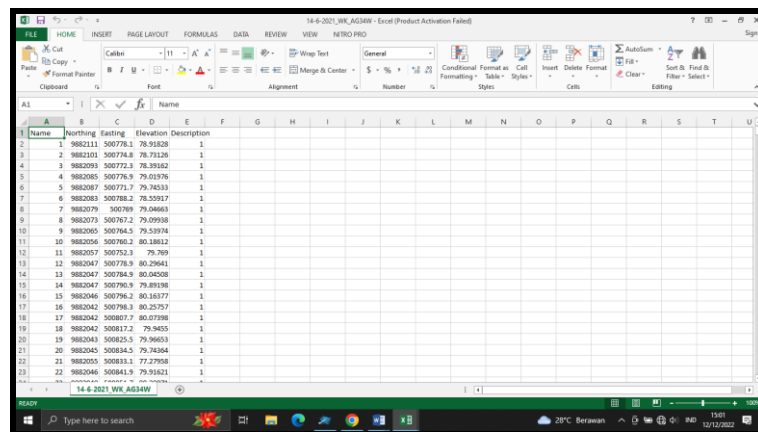 14-6-2021_WK_AG34W - Excel (Product Activation Failed)
FILE HOME INSERT PAGE LAYOUT FORMULAS DATA REVIEW VIEW NITRO PRO Sign
Cut Calibri 11 Wrap Text General AutoSum
Paste Copy Fill
Format Painter B I U Merge & Center $ % Conditional Format as Cell Insert Delete Format Clear Sort & Find &
Formatting Table Styles Filter Select
Clipboard Font Alignment Number Styles Cells Editing
A1 fx Name
A B C D E F G H I J K L M N O P Q R S T U
1 Name Northing Easting Elevation Description
2 1 9882111 500778.1 78.91828 1
3 2 9882101 500774.8 78.73126 1
4 3 9882093 500772.3 78.39162 1
5 4 9882085 500776.9 79.01976 1
6 5 9882087 500771.7 79.74533 1
7 6 9882083 500788.2 78.55917 1
8 7 9882079 500769 79.04663 1
9 8 9882073 500767.2 79.09938 1
10 9 9882065 500764.5 79.53974 1
11 10 9882056 500760.2 80.18612 1
12 11 9882057 500752.3 79.769 1
13 12 9882047 500778.9 80.29641 1
14 13 9882047 500784.9 80.04508 1
15 14 9882047 500790.9 79.89198 1
16 15 9882046 500796.2 80.16377 1
17 16 9882042 500798.3 80.25757 1
18 17 9882042 500807.7 80.07398 1
19 18 9882042 500817.2 79.9455 1
20 19 9882043 500825.5 79.96653 1
21 20 9882045 500834.5 79.74364 1
22 21 9882055 500833.1 77.27958 1
23 22 9882046 500841.9 79.91621 1
14-6-2021_WK_AG34W
READY 100%
Type here to search 28°C Berawan IND 15:01
12/12/2022